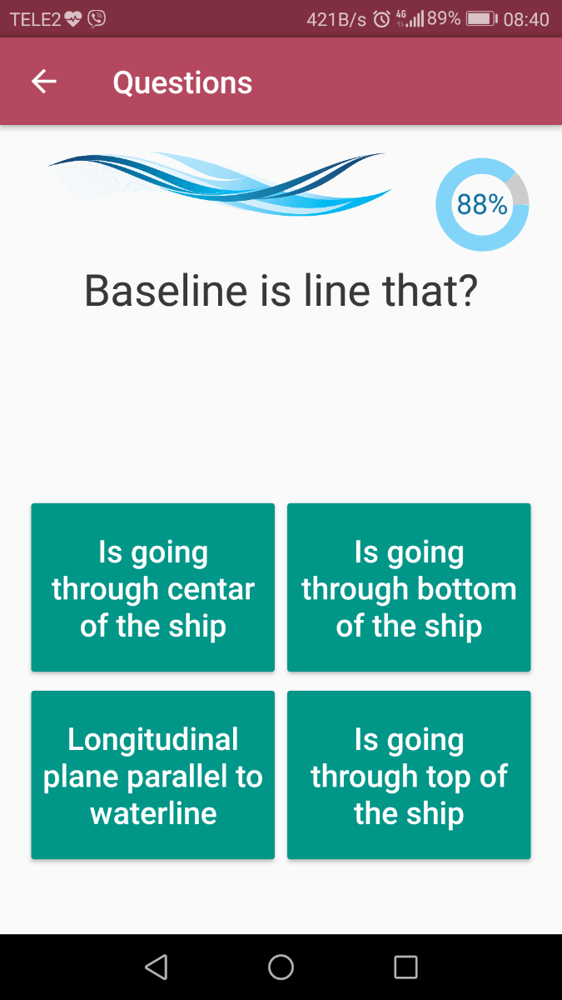 TELE2 421B/s 4G 89% 08:40
Questions
88%
Baseline is line that?
Is going
through centar
of the ship
Is going
through bottom
of the ship
Longitudinal
plane parallel to
waterline
Is going
through top of
the ship